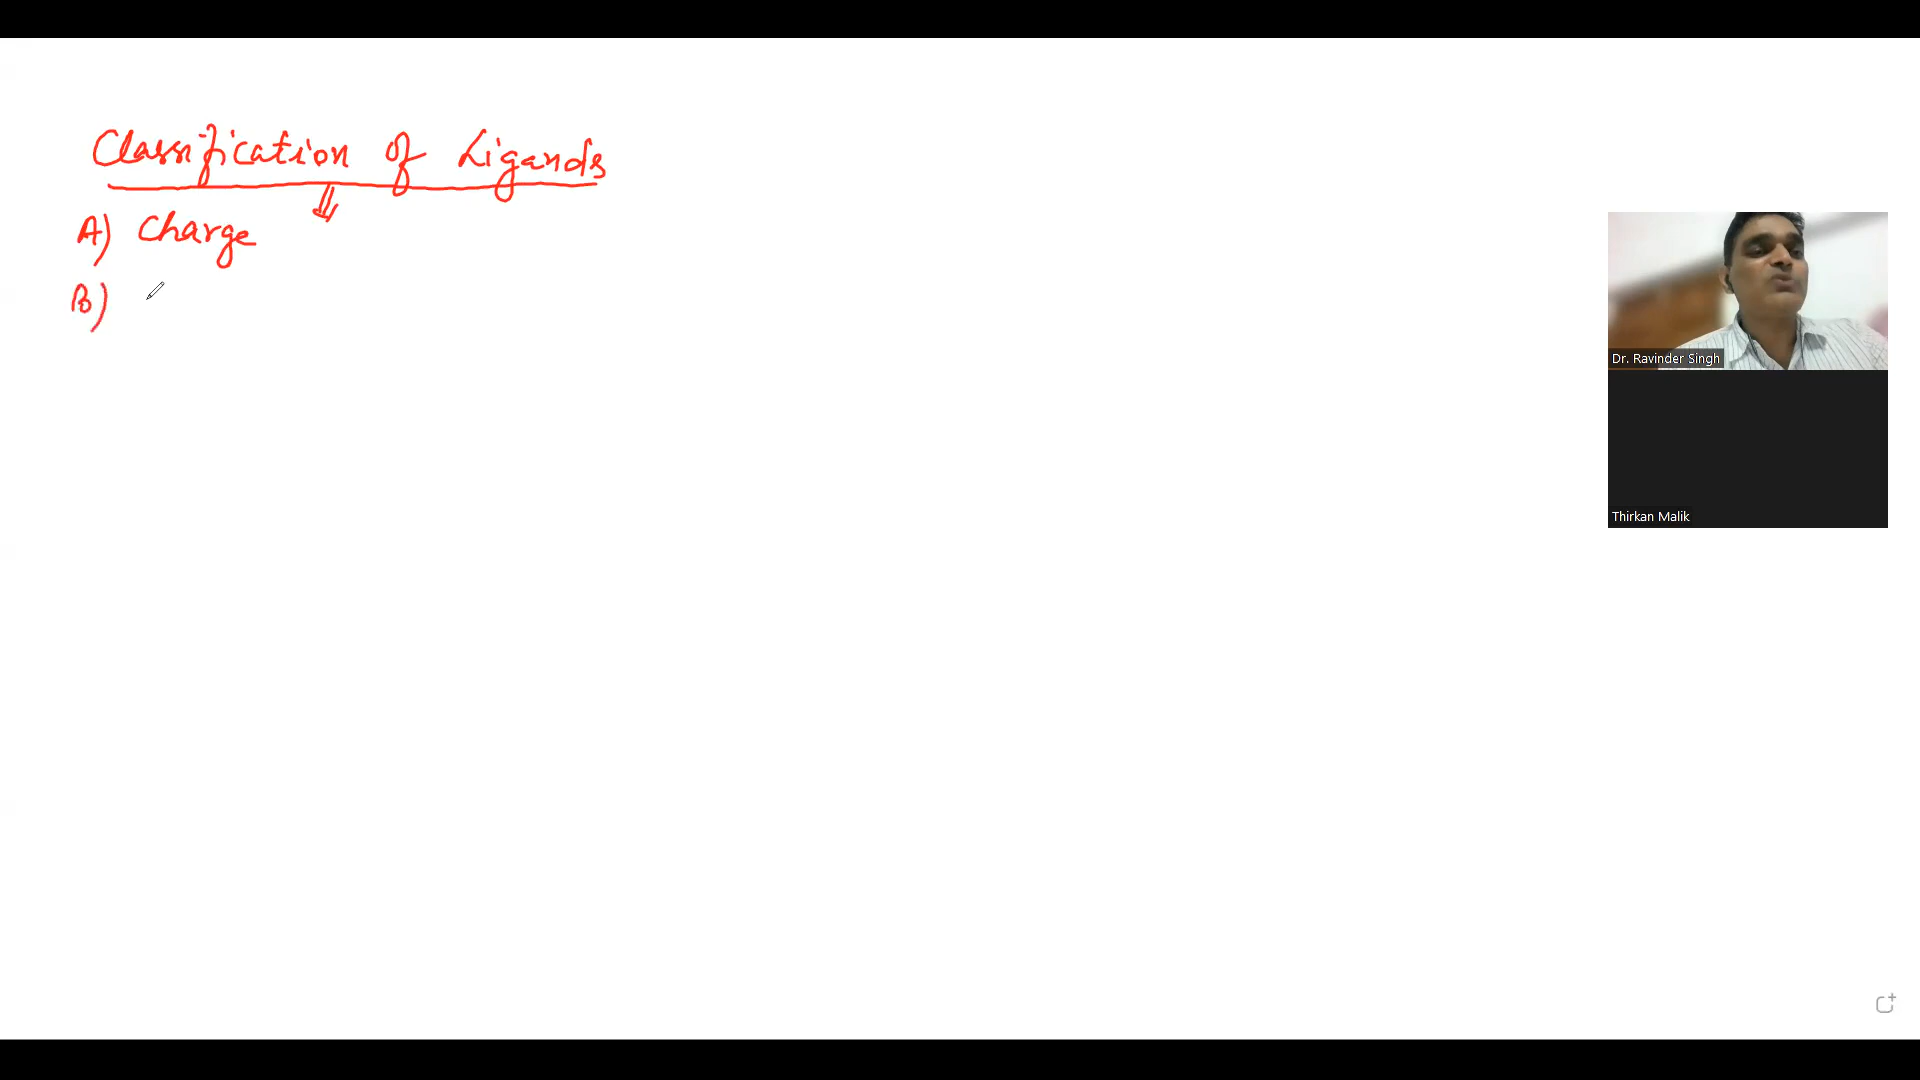 Classification of Ligands
A) Charge
B)
Dr. Ravinder Singh
Thirkan Malik